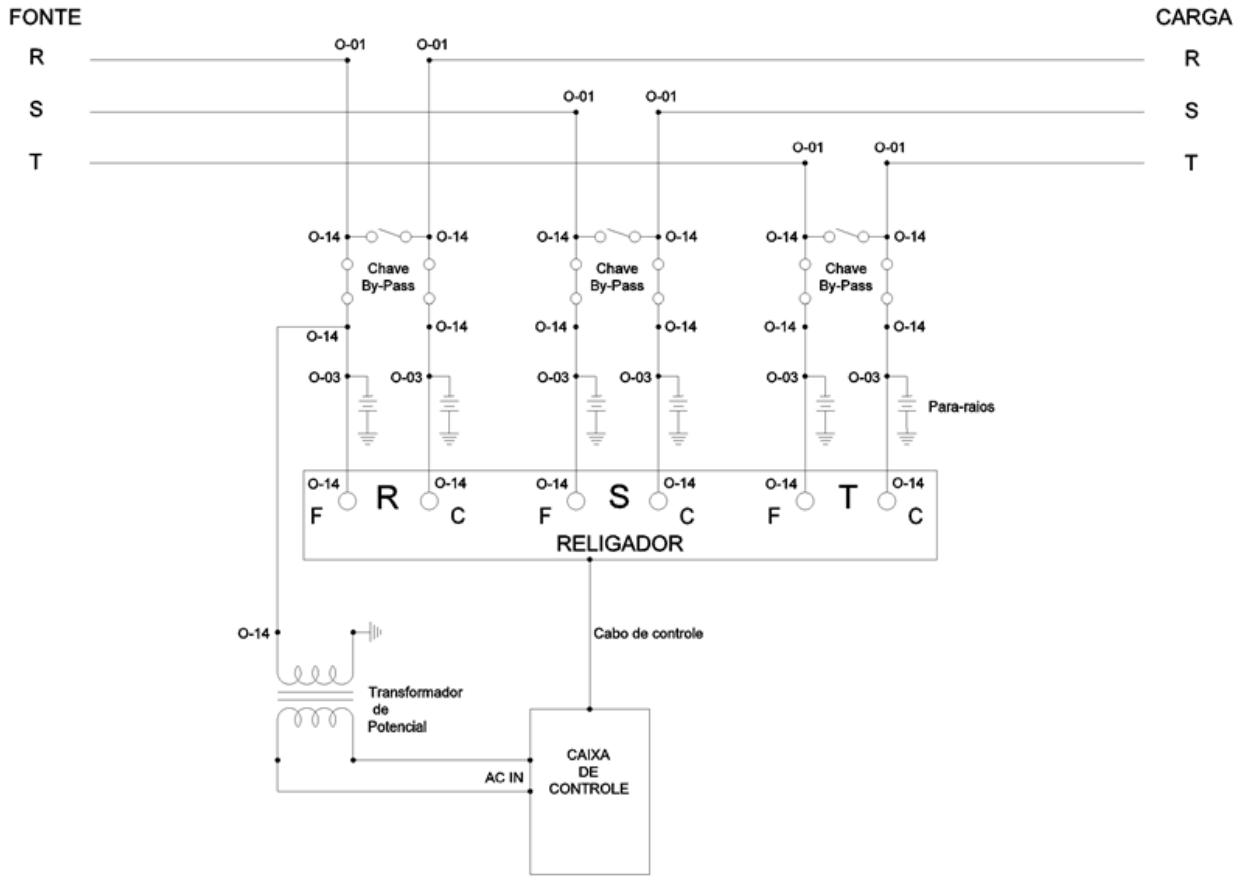 FONTE
CARGA
O-01 O-01
R R
O-01 O-01
S S
O-01 O-01
T T
O-14 O-14 O-14 O-14 O-14 O-14
Chave Chave Chave
By-Pass By-Pass By-Pass
O-14 O-14 O-14 O-14 O-14 O-14
O-03 O-03 O-03 O-03 O-03 O-03
Para-raios
O-14 R O-14 O-14 S O-14 O-14 T O-14
F C F C F C
RELIGADOR
O-14
Cabo de controle
Transformador
de
Potencial
CAIXA
DE
CONTROLE
AC IN